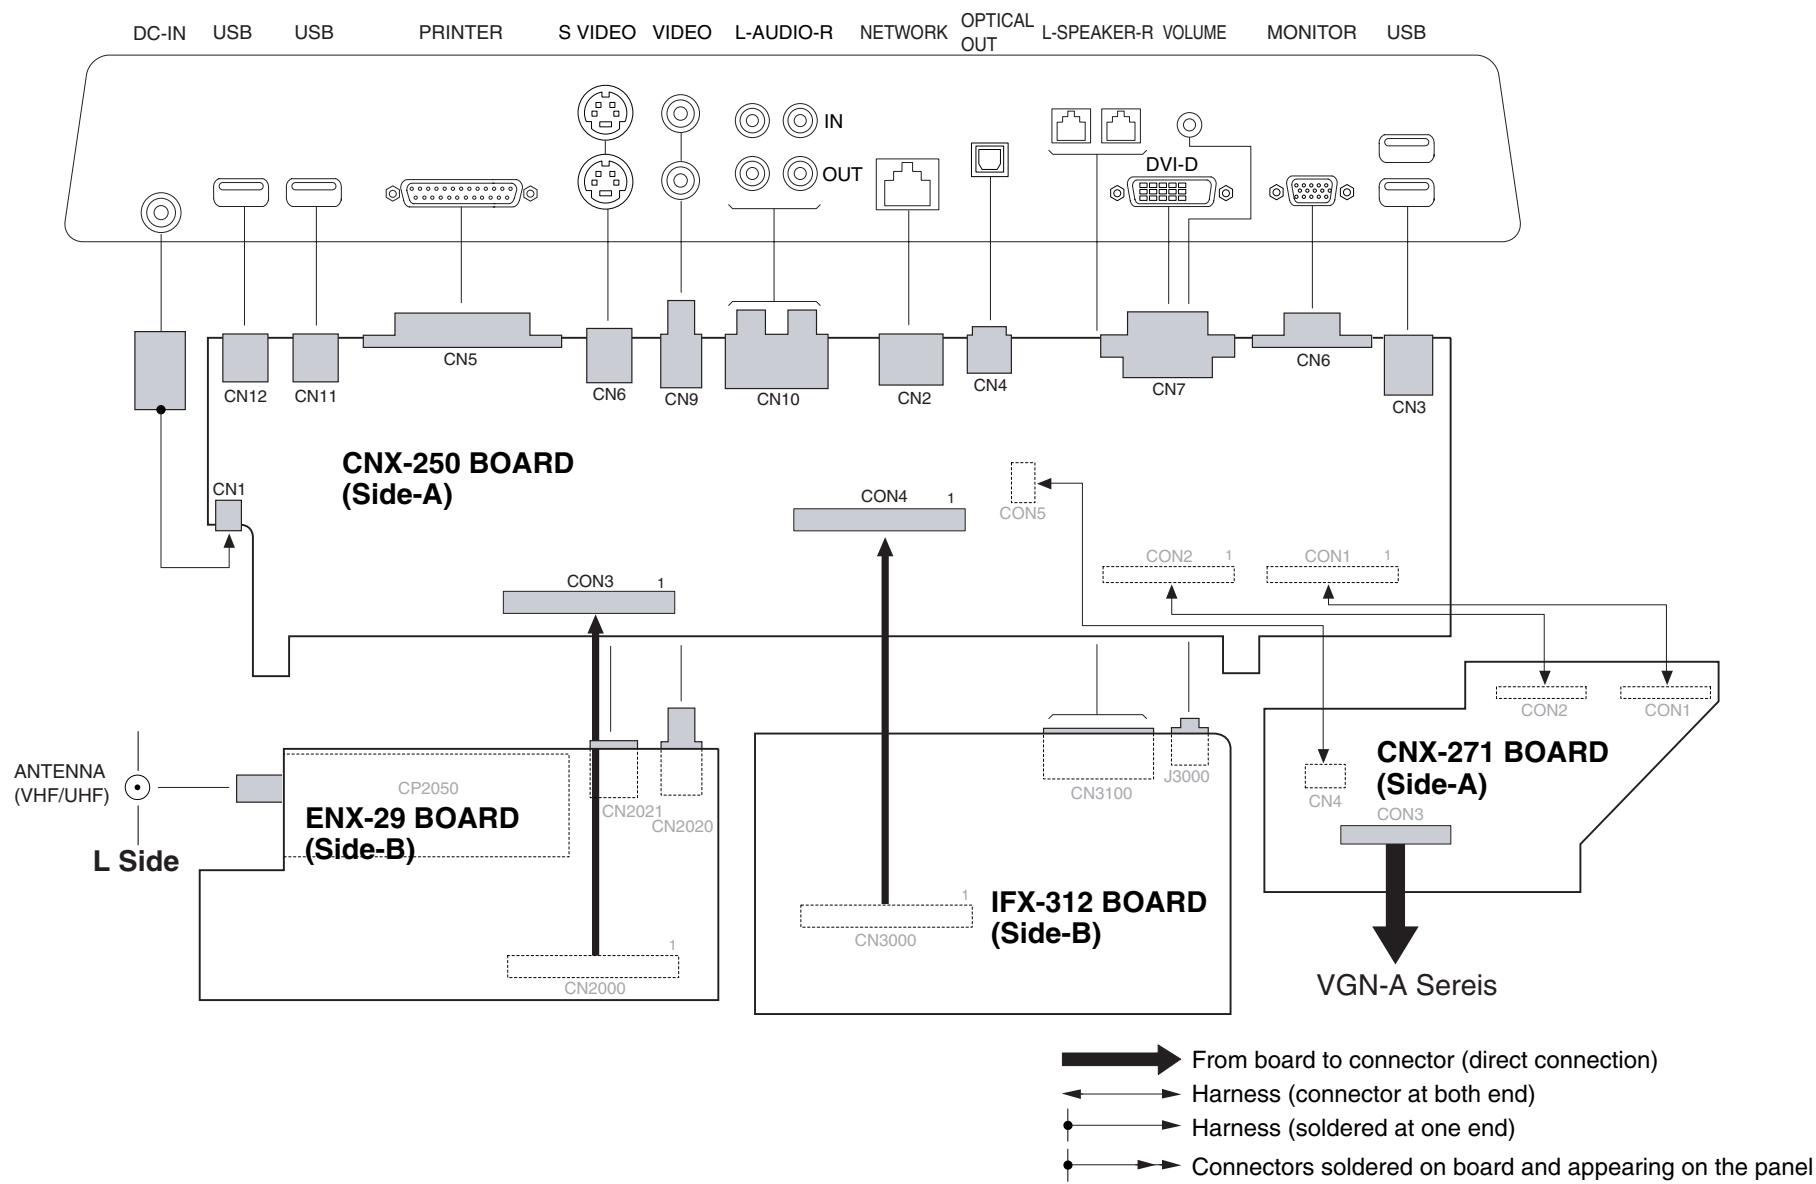 DC-IN
USB
USB
PRINTER
S VIDEO
VIDEO
L-AUDIO-R
NETWORK
OPTICAL
OUT
L-SPEAKER-R
VOLUME
MONITOR
USB
IN
OUT
DVI-D
CN12
CN11
CN5
CN6
CN9
CN10
CN2
CN4
CN7
CN6
CN3
CNX-250 BOARD
(Side-A)
CN1
CON4 1
CON5
CON2 1
CON1 1
CON3 1
ANTENNA
(VHF/UHF)
L Side
CP2050
ENX-29 BOARD
(Side-B)
CN2021
CN2020
1
CN2000
CN3100
J3000
1
CN3000
IFX-312 BOARD
(Side-B)
CON2
CON1
CNX-271 BOARD
(Side-A)
CN4
CON3
VGN-A Sereis
From board to connector (direct connection)
Harness (connector at both end)
Harness (soldered at one end)
Connectors soldered on board and appearing on the panel